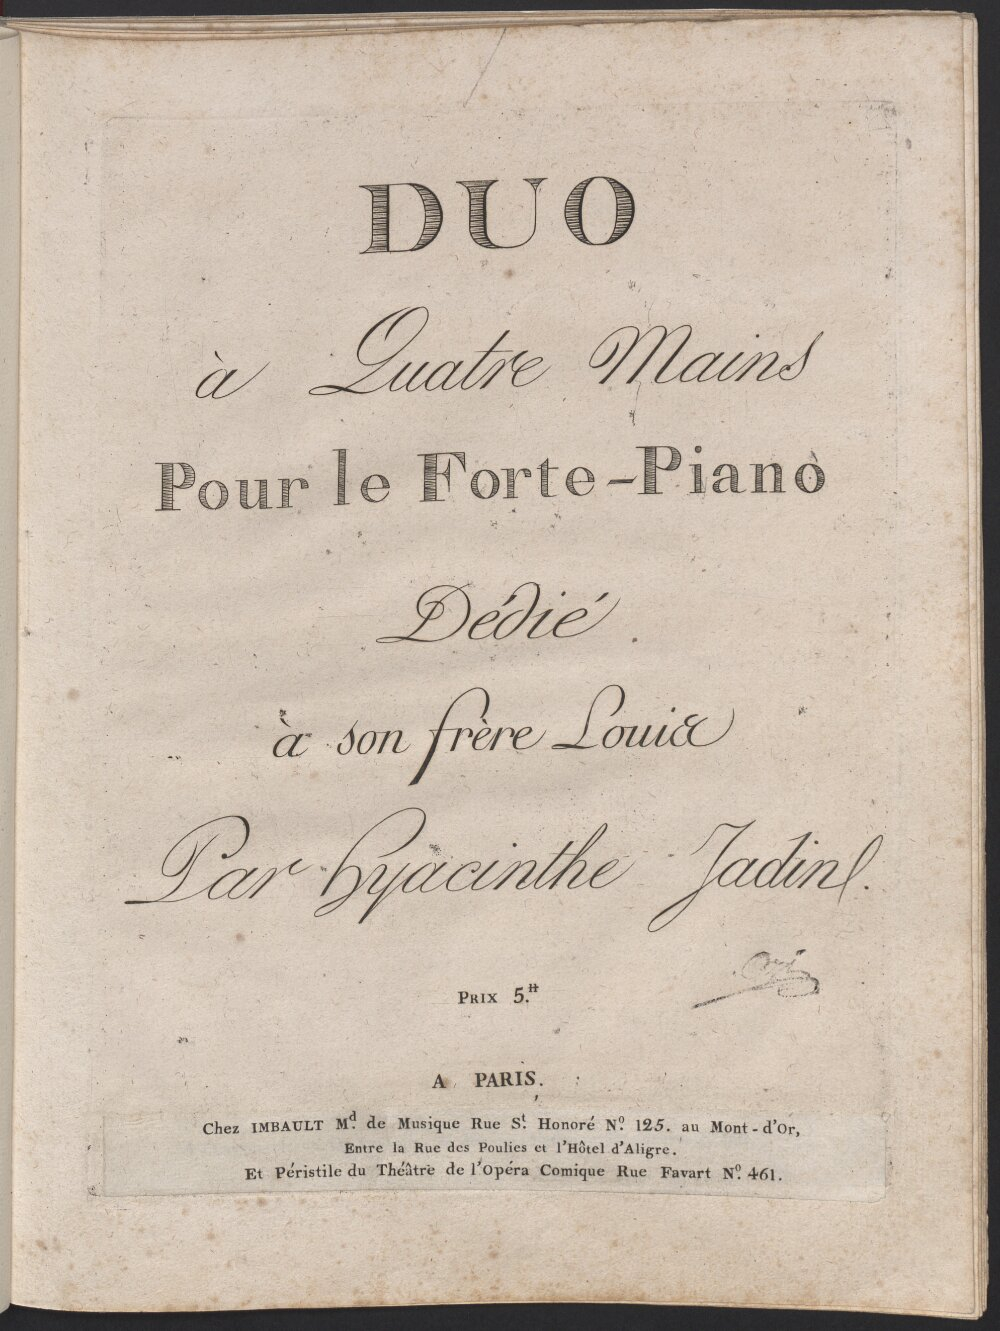 DUO
à Quatre Mains
Pour le Forte-Piano
Dédié
à son frère Louis
Par Hyacinthe Jadin.
PRIX 5.ᵗᵗ
A PARIS.
Chez IMBAULT Mᵈ. de Musique Rue Sᵗ. Honoré Nº. 125. au Mont-d'Or,
Entre la Rue des Poulies et l'Hôtel d'Aligre.
Et Péristile du Théâtre de l'Opéra Comique Rue Favart Nº. 461.